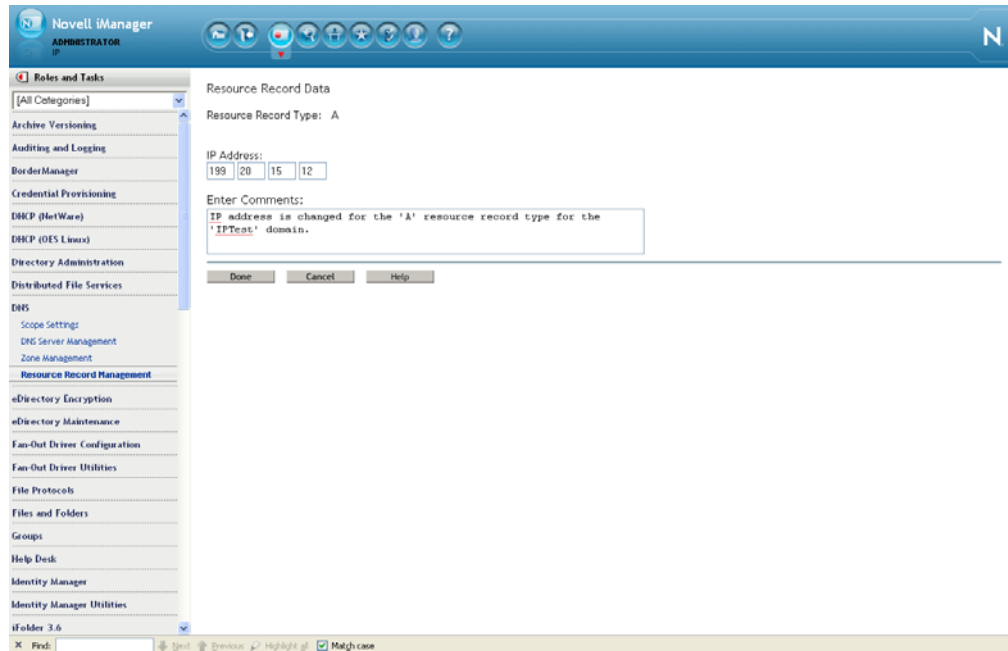 Novell iManager
ADMINISTRATOR
IP
N
N
Roles and Tasks
[All Categories]
Archive Versioning
Auditing and Logging
BorderManager
Credential Provisioning
DHCP (NetWare)
DHCP (OES Linux)
Directory Administration
Distributed File Services
DNS
Scope Settings
DNS Server Management
Zone Management
Resource Record Management
eDirectory Encryption
eDirectory Maintenance
Fan-Out Driver Configuration
Fan-Out Driver Utilities
File Protocols
Files and Folders
Groups
Help Desk
Identity Manager
Identity Manager Utilities
iFolder 3.6
Resource Record Data
Resource Record Type: A
IP Address:
199 20 15 12
Enter Comments:
IP address is changed for the 'A' resource record type for the
'IPTest' domain.
Done Cancel Help
X Find: Next Previous Highlight all Match case